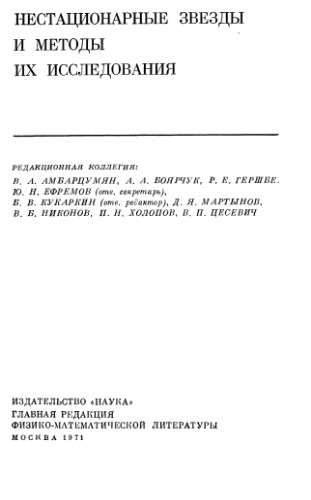 НЕСТАЦИОНАРНЫЕ ЗВЕЗДЫ
И МЕТОДЫ
ИХ ИССЛЕДОВАНИЯ
РЕДАКЦИОННАЯ КОЛЛЕГИЯ:
В. А. АМБАРЦУМЯН, А. А. БОЯРЧУК, Р. Е. ГЕРШБЕ.
Ю. Н. ЕФРЕМОВ (отв. секретарь),
Б. В. КУКАРКИН (отв. редактор), Д. Я. МАРТЫНОВ,
В. Б. НИКОНОВ, П. Н. ХОЛОПОВ, В. П. ЦЕСЕВИЧ
ИЗДАТЕЛЬСТВО «НАУКА»
ГЛАВНАЯ РЕДАКЦИЯ
ФИЗИКО-МАТЕМАТИЧЕСКОЙ ЛИТЕРАТУРЫ
МОСКВА 1971